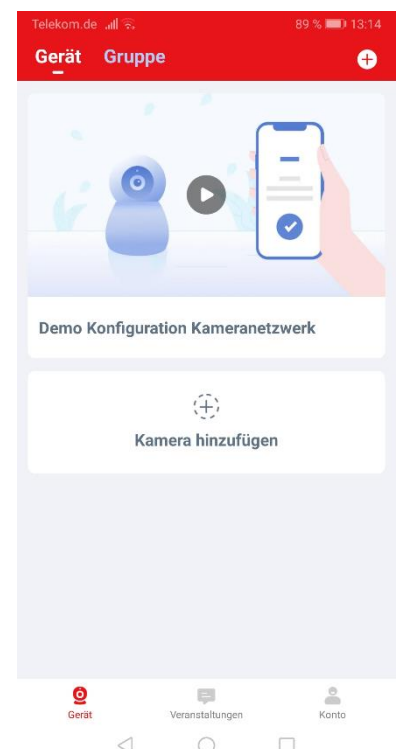 Telekom.de 89 % 13:14
Gerät Gruppe
Demo Konfiguration Kameranetzwerk
Kamera hinzufügen
Gerät Veranstaltungen Konto